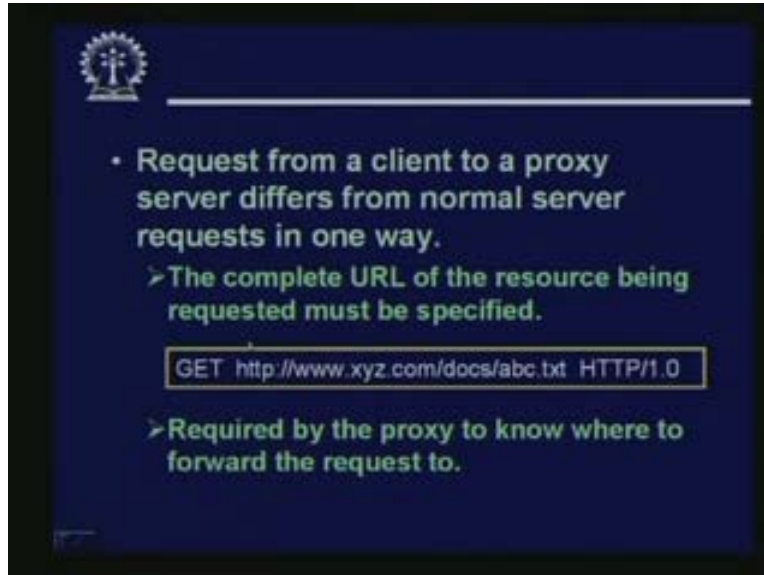 • Request from a client to a proxy
server differs from normal server
requests in one way.
➢The complete URL of the resource being
requested must be specified.
GET http://www.xyz.com/docs/abc.txt HTTP/1.0
➢Required by the proxy to know where to
forward the request to.